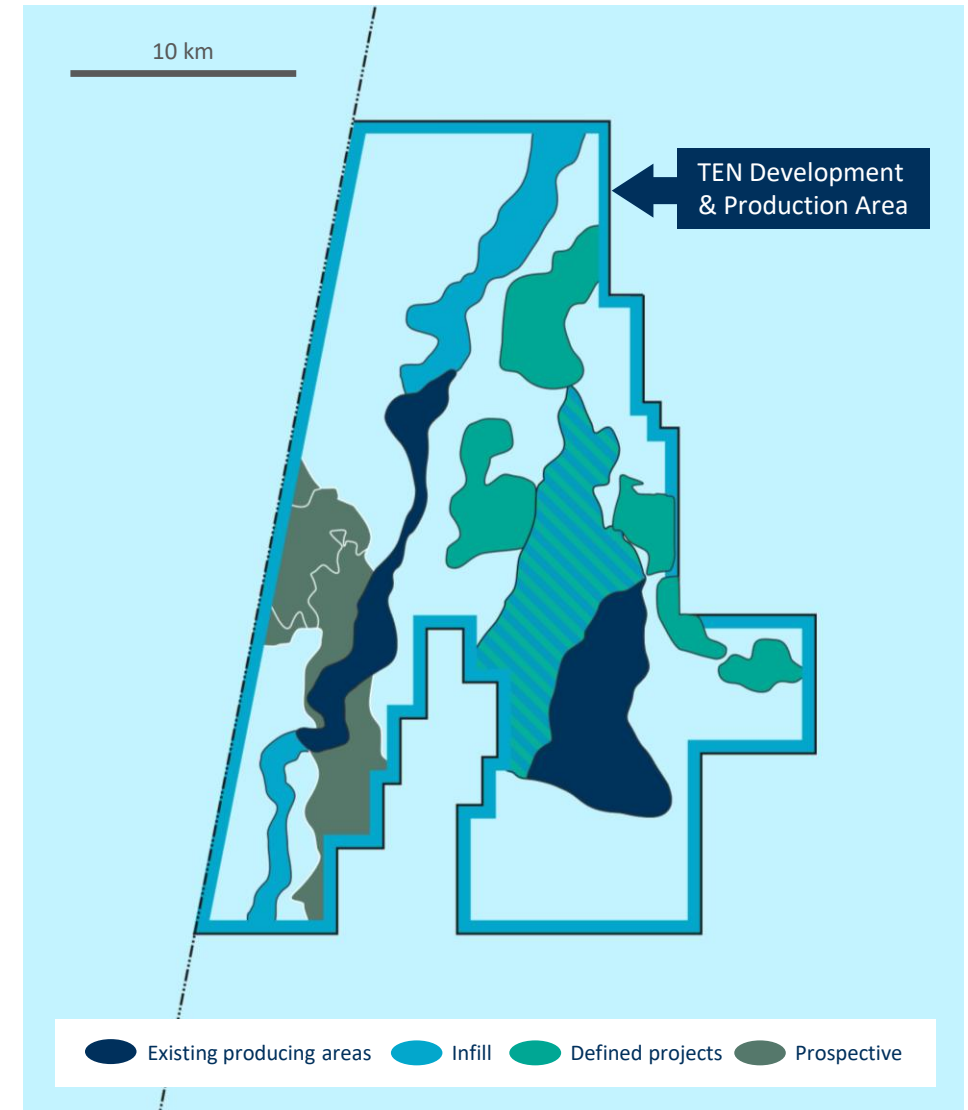 10 km
TEN Development
& Production Area
Existing producing areas
Infill
Defined projects
Prospective